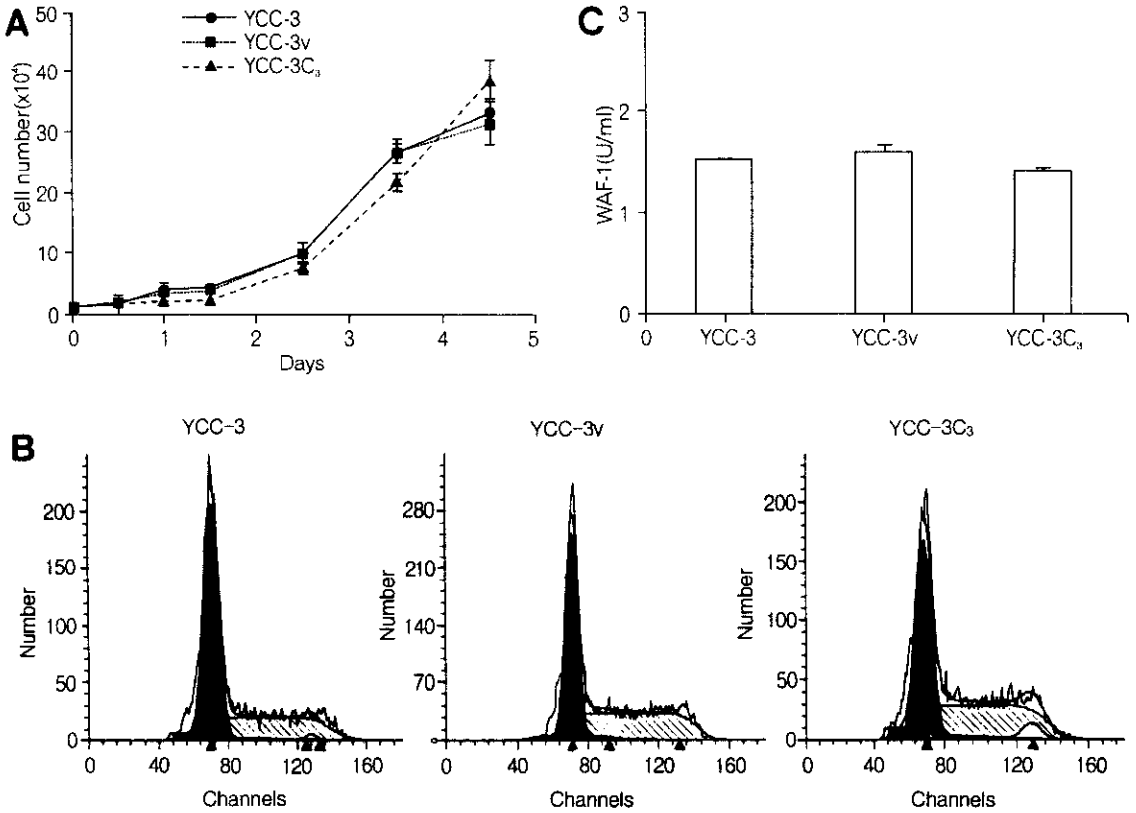 A
YCC-3
YCC-3v
YCC-3C₃
Cell number(x10⁴)
50
40
30
20
10
0
0 1 2 3 4 5
Days
C
WAF-1(U/ml)
3
2
1
0
0 YCC-3 YCC-3v YCC-3C₃
B
YCC-3
Number
200
150
100
50
0
0 40 80 120 160
Channels
YCC-3v
Number
280
210
140
70
0
0 40 80 120 160
Channels
YCC-3C₃
Number
200
150
100
50
0
0 40 80 120 160
Channels